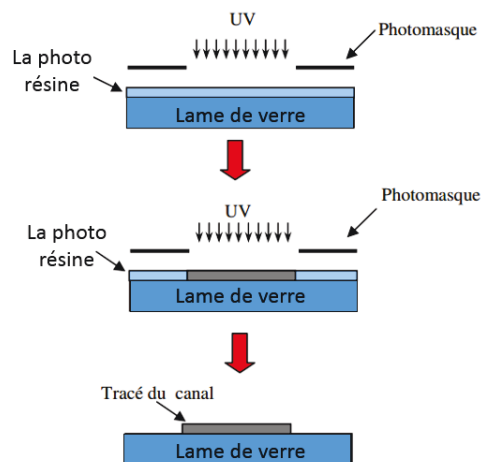 UV
Photomasque
La photo
résine
Lame de verre
UV
Photomasque
La photo
résine
Lame de verre
Tracé du canal
Lame de verre